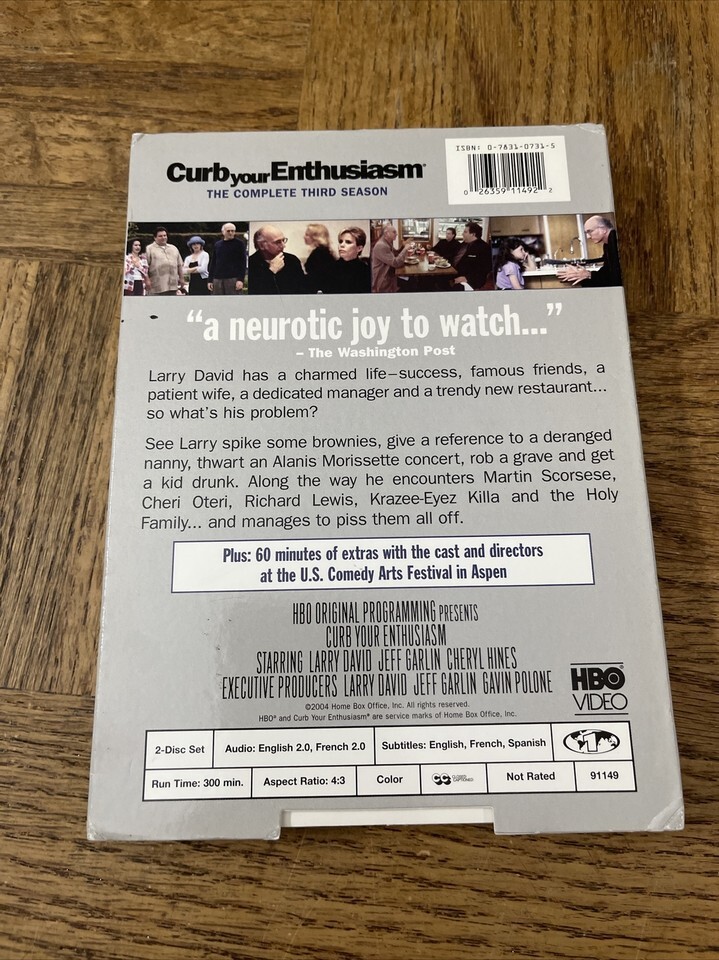 ISBN: 0-7831-0731-5
Curb your Enthusiasm
THE COMPLETE THIRD SEASON
0 26359 11492 2
“a neurotic joy to watch...”
– The Washington Post
Larry David has a charmed life–success, famous friends, a
patient wife, a dedicated manager and a trendy new restaurant...
so what's his problem?
See Larry spike some brownies, give a reference to a deranged
nanny, thwart an Alanis Morissette concert, rob a grave and get
a kid drunk. Along the way he encounters Martin Scorsese,
Cheri Oteri, Richard Lewis, Krazee-Eyez Killa and the Holy
Family... and manages to piss them all off.
Plus: 60 minutes of extras with the cast and directors
at the U.S. Comedy Arts Festival in Aspen
HBO ORIGINAL PROGRAMMING PRESENTS
CURB YOUR ENTHUSIASM
STARRING LARRY DAVID JEFF GARLIN CHERYL HINES
EXECUTIVE PRODUCERS LARRY DAVID JEFF GARLIN GAVIN POLONE
©2004 Home Box Office, Inc. All rights reserved.
HBO® and Curb Your Enthusiasm® are service marks of Home Box Office, Inc.
HBO®
VIDEO
2-Disc Set Audio: English 2.0, French 2.0 Subtitles: English, French, Spanish 1
Run Time: 300 min. Aspect Ratio: 4:3 Color CC CLOSED CAPTIONED Not Rated 91149